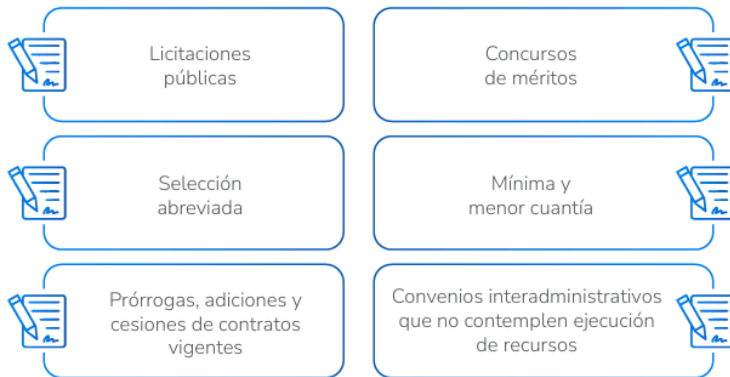 Licitaciones
públicas
Concursos
de méritos
Selección
abreviada
Mínima y
menor cuantía
Prórrogas, adiciones y
cesiones de contratos
vigentes
Convenios interadministrativos
que no contemplen ejecución
de recursos